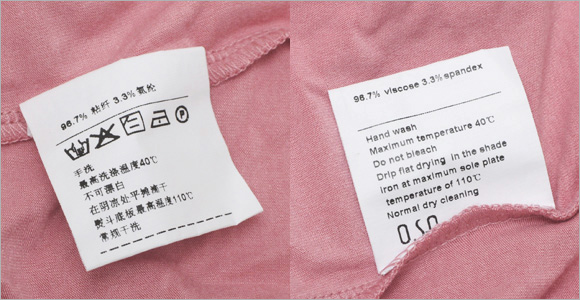 96.7% 粘纤 3.3%氨纶
手洗
最高洗涤温度40℃
不可漂白
在明凉处平摊滴干
熨斗底板最高温度110℃
常规干洗
96.7% viscose 3.3%spandex
Hand wash
Maximum temperature 40℃
Do not bleach
Drip flat drying in the shade
Iron at maximum sole plate
temperature of 110℃
Normal dry cleaning